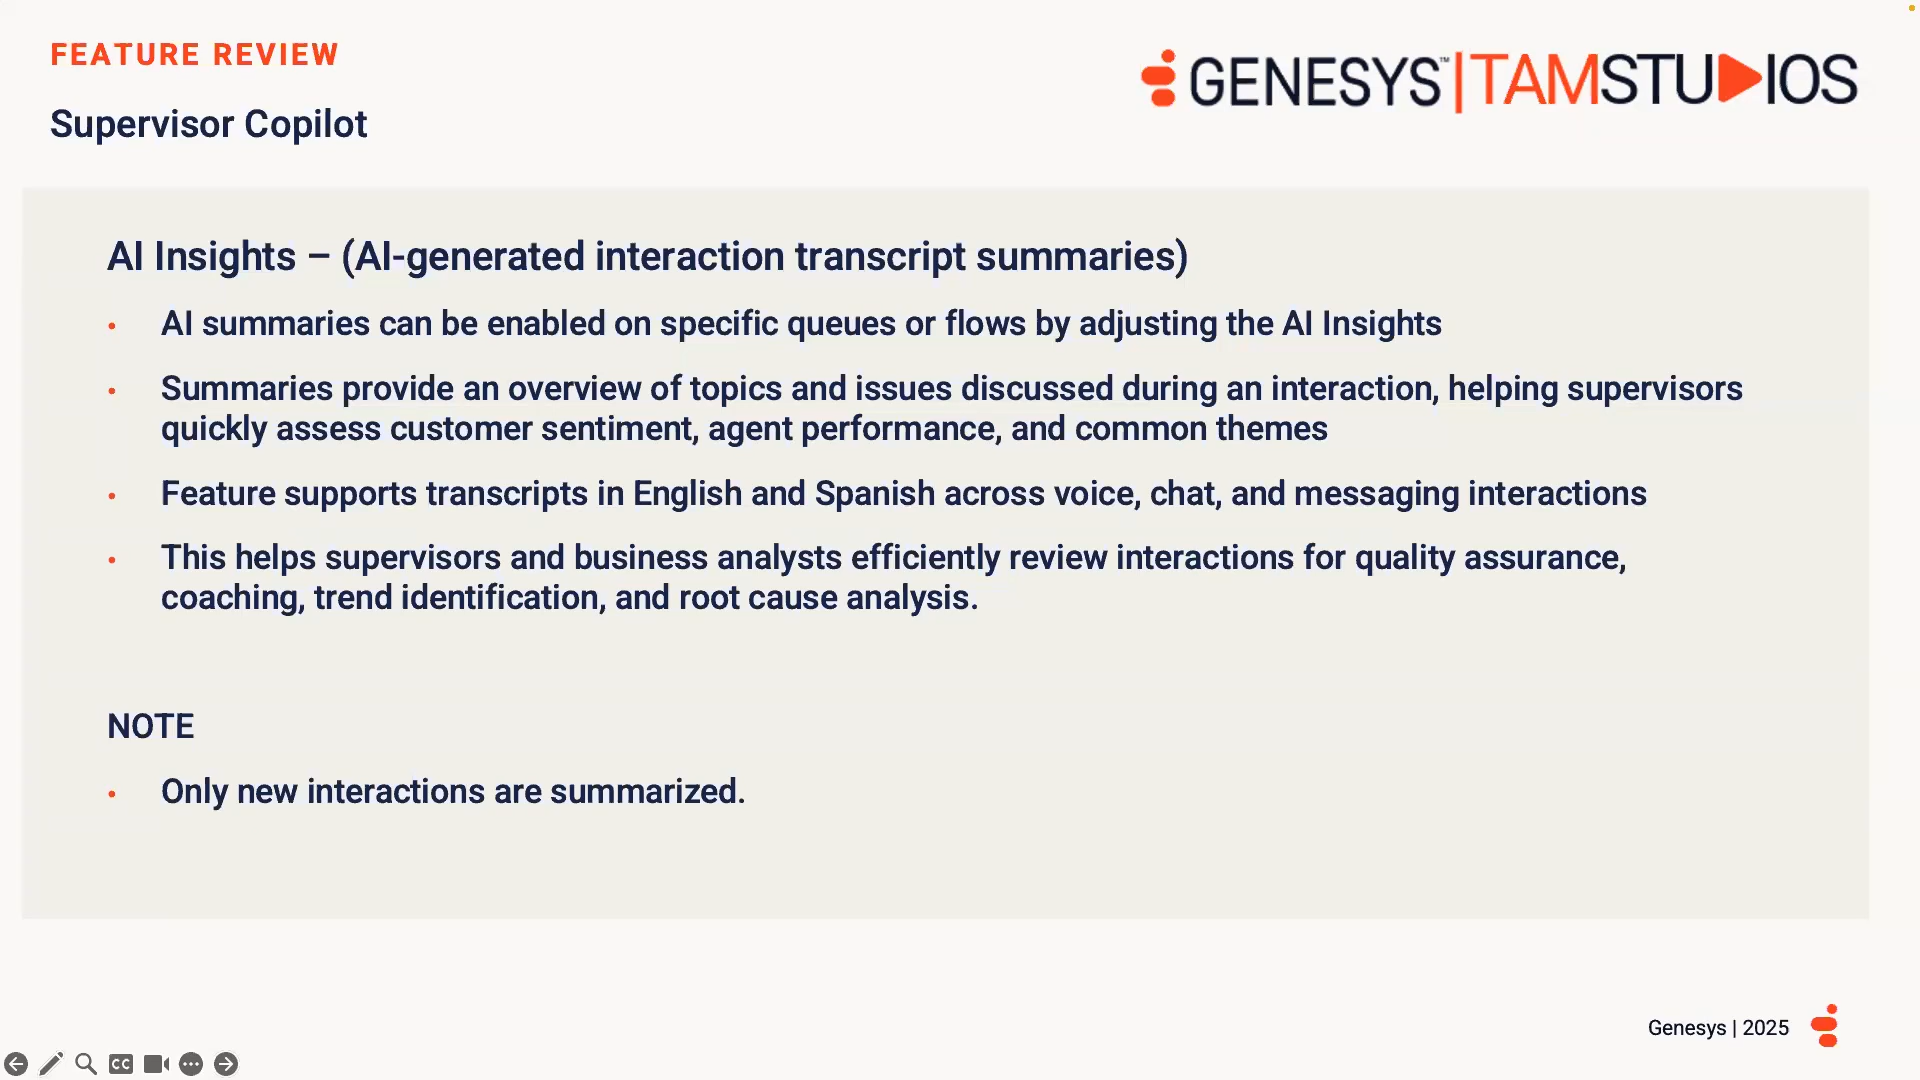 FEATURE REVIEW
GENESYS™|TAMSTUDIOS
Supervisor Copilot
AI Insights – (AI-generated interaction transcript summaries)
• AI summaries can be enabled on specific queues or flows by adjusting the AI Insights
• Summaries provide an overview of topics and issues discussed during an interaction, helping supervisors
quickly assess customer sentiment, agent performance, and common themes
• Feature supports transcripts in English and Spanish across voice, chat, and messaging interactions
• This helps supervisors and business analysts efficiently review interactions for quality assurance,
coaching, trend identification, and root cause analysis.
NOTE
• Only new interactions are summarized.
Genesys | 2025
CC